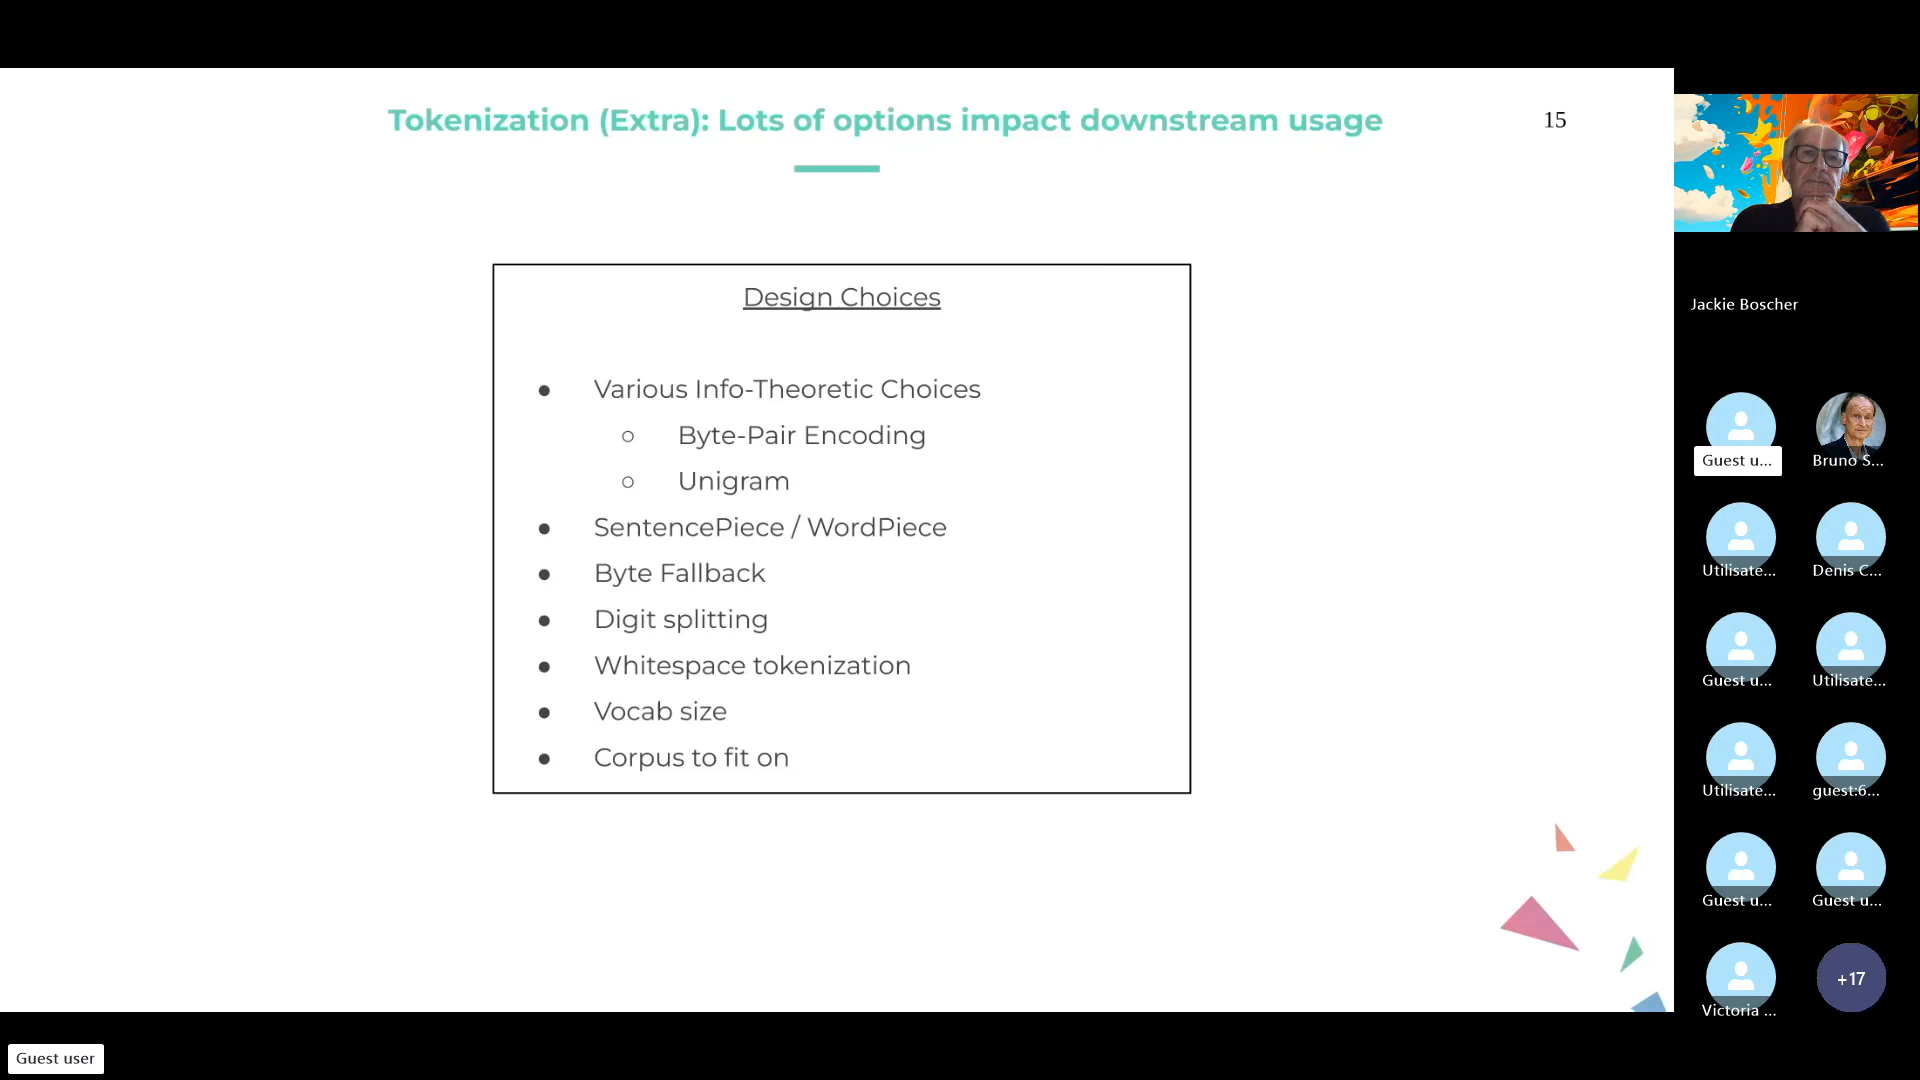 Tokenization (Extra): Lots of options impact downstream usage
15
Design Choices
● Various Info-Theoretic Choices
○ Byte-Pair Encoding
○ Unigram
● SentencePiece / WordPiece
● Byte Fallback
● Digit splitting
● Whitespace tokenization
● Vocab size
● Corpus to fit on
Jackie Boscher
Guest u...
Bruno S...
Utilisate...
Denis C...
Guest u...
Utilisate...
Utilisate...
guest:6...
Guest u...
Guest u...
Victoria ...
+17
Guest user